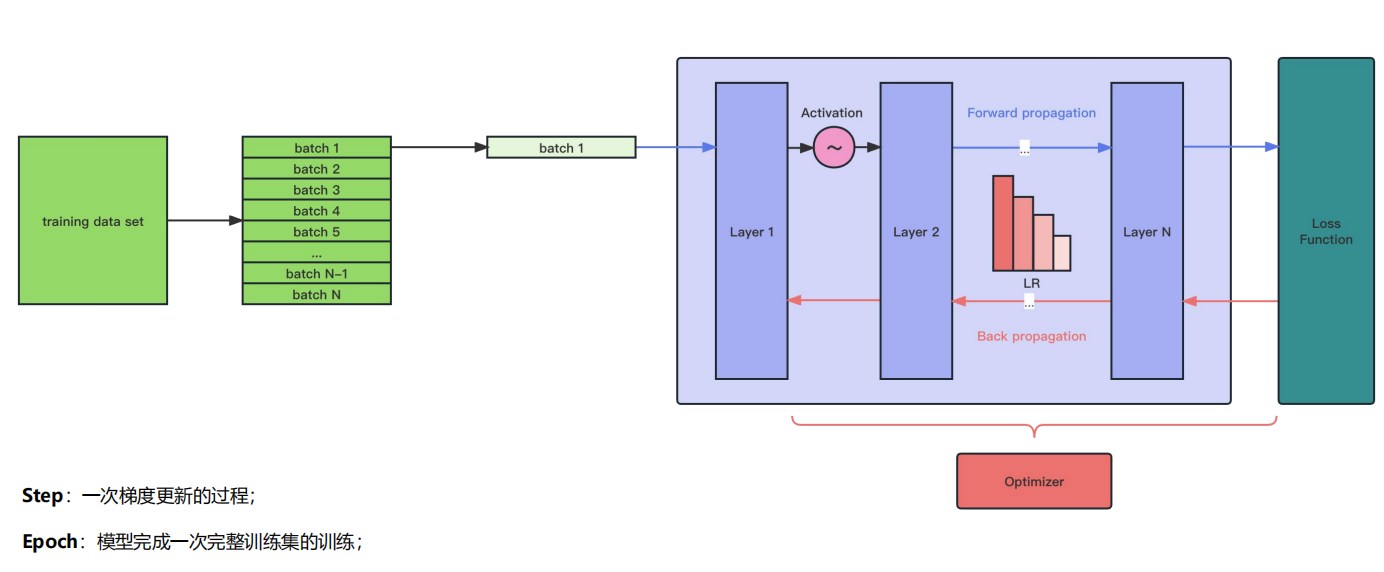 training data set
batch 1
batch 2
batch 3
batch 4
batch 5
...
batch N-1
batch N
batch 1
Layer 1
Activation
~
Layer 2
Forward propagation
...
LR
...
Back propagation
Layer N
Loss
Function
Optimizer
Step：一次梯度更新的过程；
Epoch：模型完成一次完整训练集的训练；